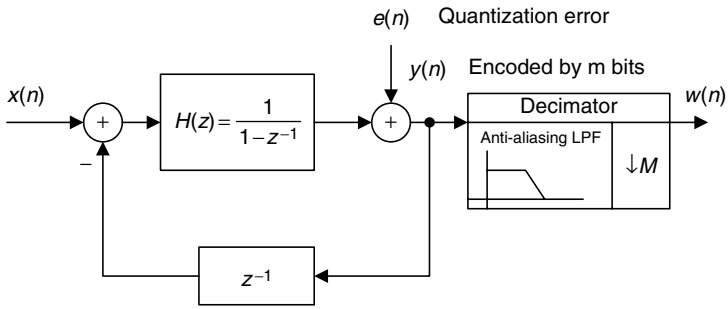 e(n) Quantization error
y(n) Encoded by m bits
x(n)
+
H(z) = 1 / 1−z⁻¹
+
Decimator
w(n)
Anti-aliasing LPF
↓M
−
z⁻¹